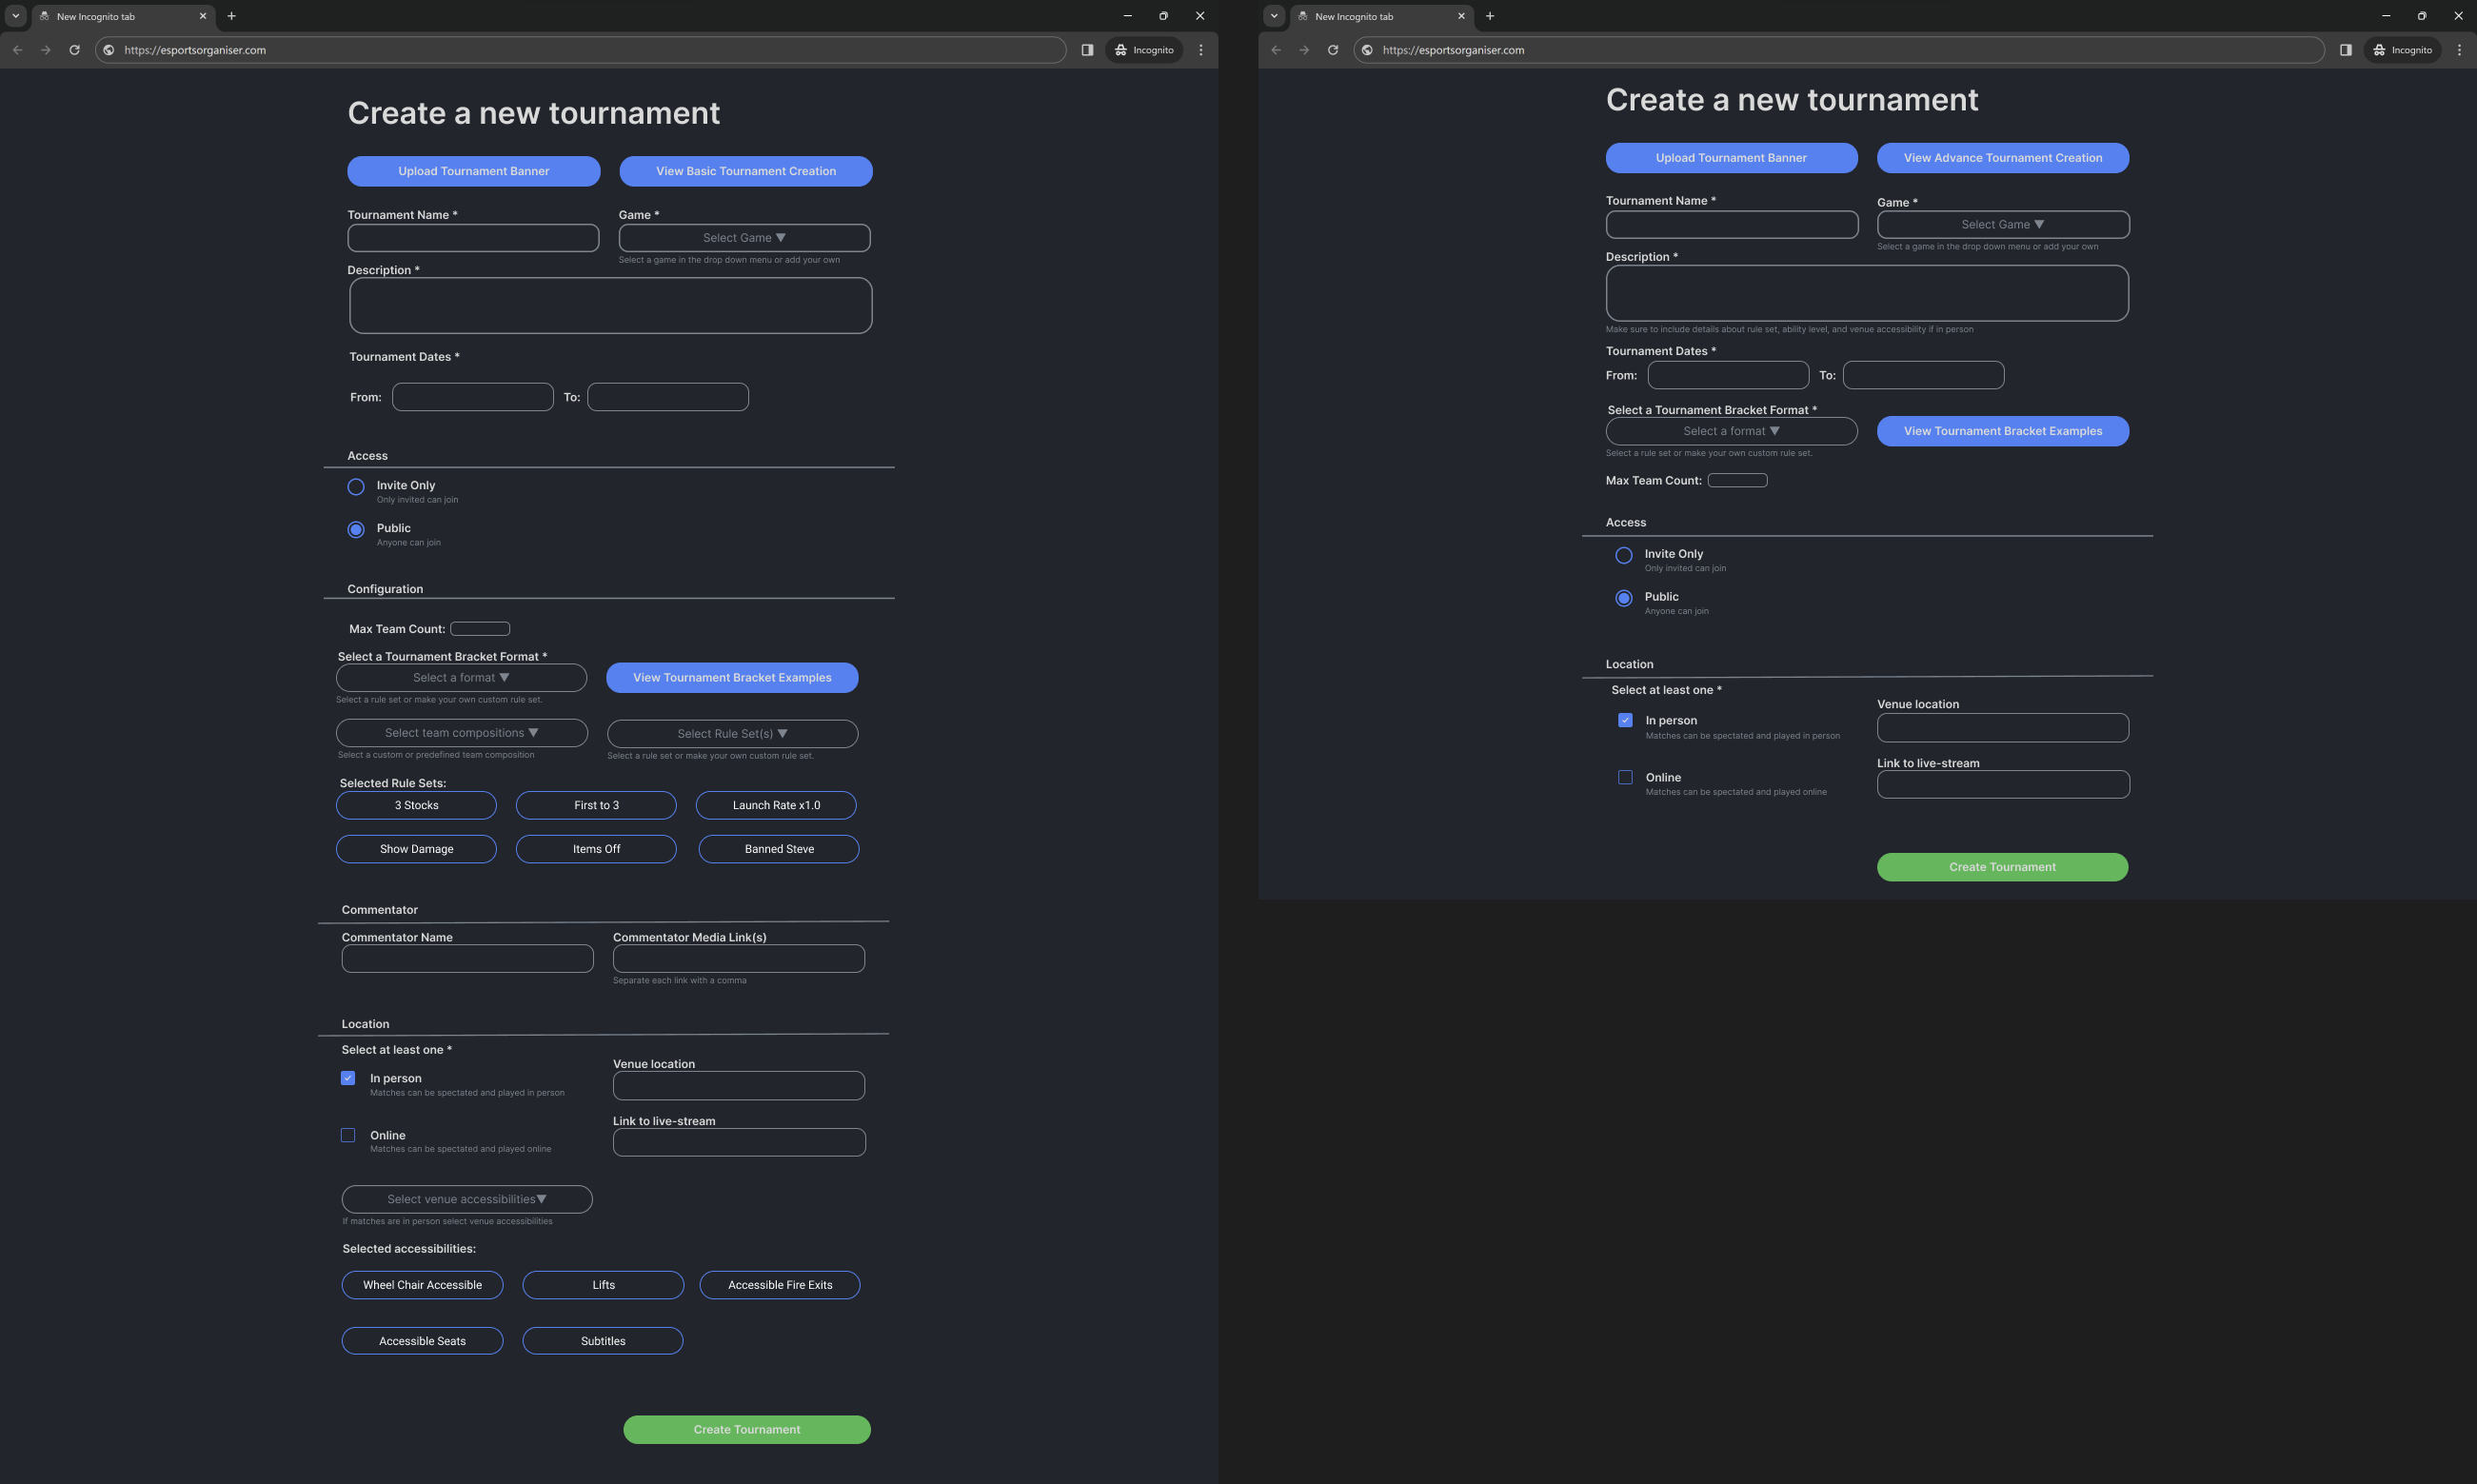 New Incognito tab
https://esportsorganiser.com
Incognito
Create a new tournament
Upload Tournament Banner
View Basic Tournament Creation
Tournament Name *
Game *
Select Game ▼
Select a game in the drop down menu or add your own
Description *
Tournament Dates *
From:
To:
Access
Invite Only
Only invited can join
Public
Anyone can join
Configuration
Max Team Count:
Select a Tournament Bracket Format *
Select a format ▼
View Tournament Bracket Examples
Select a rule set or make your own custom rule set.
Select team compositions ▼
Select Rule Set(s) ▼
Select a custom or predefined team composition
Select a rule set or make your own custom rule set.
Selected Rule Sets:
3 Stocks
First to 3
Launch Rate x1.0
Show Damage
Items Off
Banned Steve
Commentator
Commentator Name
Commentator Media Link(s)
Separate each link with a comma
Location
Select at least one *
Venue location
In person
Matches can be spectated and played in person
Link to live-stream
Online
Matches can be spectated and played online
Select venue accessibilities▼
If matches are in person select venue accessibilities
Selected accessibilities:
Wheel Chair Accessible
Lifts
Accessible Fire Exits
Accessible Seats
Subtitles
Create Tournament
New Incognito tab
https://esportsorganiser.com
Incognito
Create a new tournament
Upload Tournament Banner
View Advance Tournament Creation
Tournament Name *
Game *
Select Game ▼
Select a game in the drop down menu or add your own
Description *
Make sure to include details about rule set, ability level, and venue accessibility if in person
Tournament Dates *
From:
To:
Select a Tournament Bracket Format *
Select a format ▼
View Tournament Bracket Examples
Select a rule set or make your own custom rule set.
Max Team Count:
Access
Invite Only
Only invited can join
Public
Anyone can join
Location
Select at least one *
Venue location
In person
Matches can be spectated and played in person
Link to live-stream
Online
Matches can be spectated and played online
Create Tournament